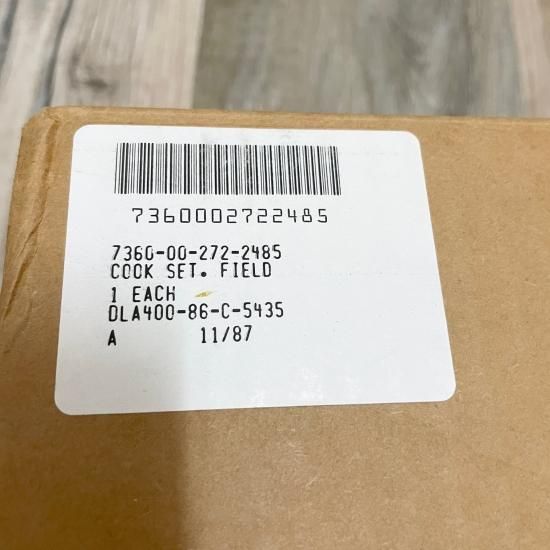 7360002722485
7360-00-272-2485
COOK SET. FIELD
1 EACH
DLA400-86-C-5435
A 11/87